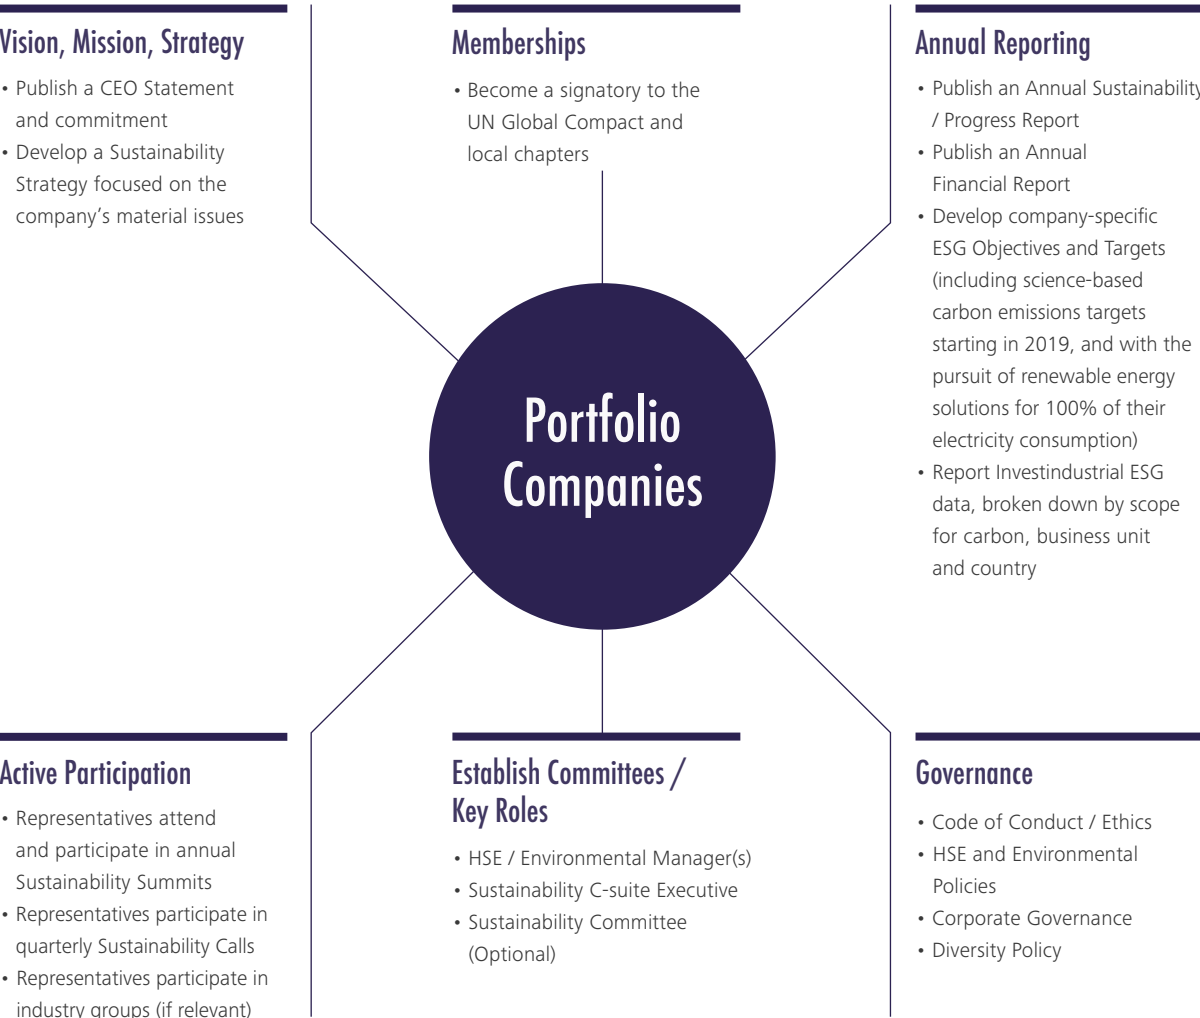 Vision, Mission, Strategy
• Publish a CEO Statement
and commitment
• Develop a Sustainability
Strategy focused on the
company’s material issues
Memberships
• Become a signatory to the
UN Global Compact and
local chapters
Annual Reporting
• Publish an Annual Sustainability
/ Progress Report
• Publish an Annual
Financial Report
• Develop company-specific
ESG Objectives and Targets
(including science-based
carbon emissions targets
starting in 2019, and with the
pursuit of renewable energy
solutions for 100% of their
electricity consumption)
• Report Investindustrial ESG
data, broken down by scope
for carbon, business unit
and country
Portfolio
Companies
Active Participation
• Representatives attend
and participate in annual
Sustainability Summits
• Representatives participate in
quarterly Sustainability Calls
• Representatives participate in
industry groups (if relevant)
Establish Committees /
Key Roles
• HSE / Environmental Manager(s)
• Sustainability C-suite Executive
• Sustainability Committee
(Optional)
Governance
• Code of Conduct / Ethics
• HSE and Environmental
Policies
• Corporate Governance
• Diversity Policy